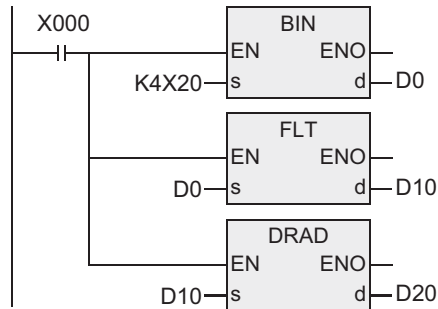 X000
BIN
EN ENO
K4X20 s d D0
FLT
EN ENO
D0 s d D10
DRAD
EN ENO
D10 s d D20